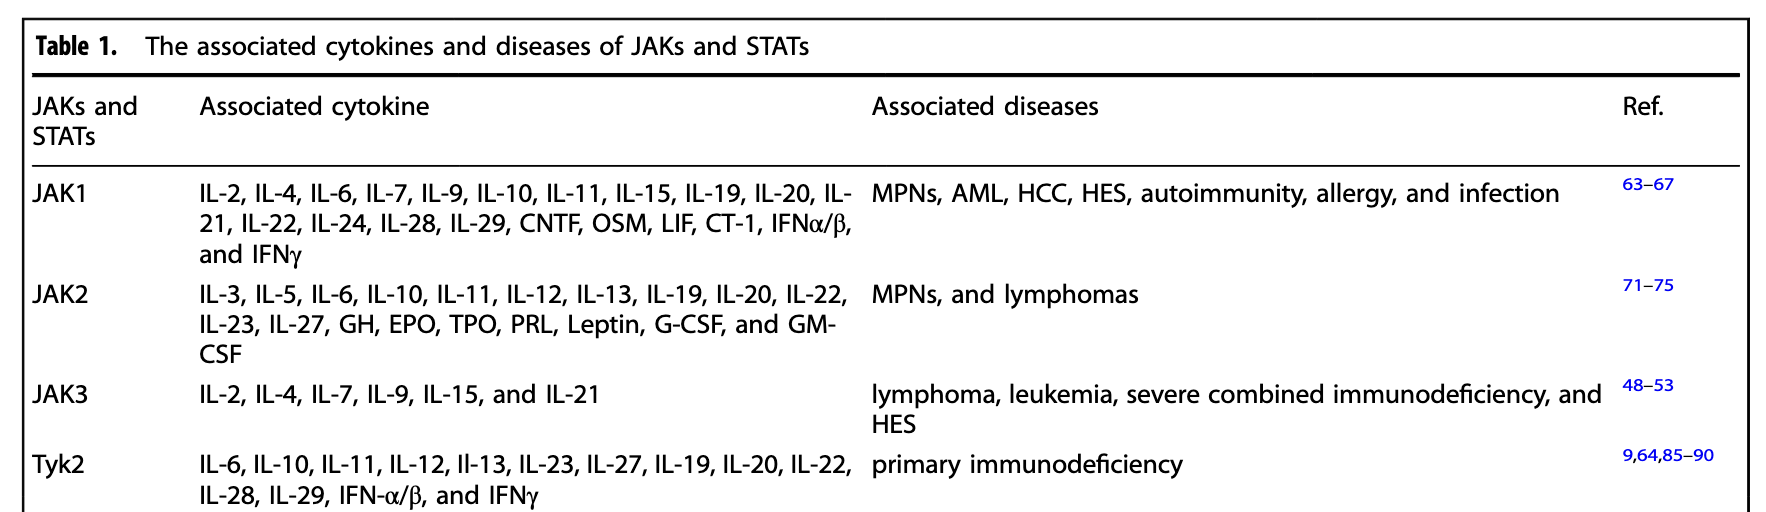 Table 1. The associated cytokines and diseases of JAKs and STATs
JAKs and STATs Associated cytokine Associated diseases Ref.
JAK1 IL-2, IL-4, IL-6, IL-7, IL-9, IL-10, IL-11, IL-15, IL-19, IL-20, IL- MPNs, AML, HCC, HES, autoimmunity, allergy, and infection 63–67
21, IL-22, IL-24, IL-28, IL-29, CNTF, OSM, LIF, CT-1, IFNα/β,
and IFNγ
JAK2 IL-3, IL-5, IL-6, IL-10, IL-11, IL-12, IL-13, IL-19, IL-20, IL-22, MPNs, and lymphomas 71–75
IL-23, IL-27, GH, EPO, TPO, PRL, Leptin, G-CSF, and GM-
CSF
JAK3 IL-2, IL-4, IL-7, IL-9, IL-15, and IL-21 lymphoma, leukemia, severe combined immunodeficiency, and 48–53
HES
Tyk2 IL-6, IL-10, IL-11, IL-12, Il-13, IL-23, IL-27, IL-19, IL-20, IL-22, primary immunodeficiency 9,64,85–90
IL-28, IL-29, IFN-α/β, and IFNγ